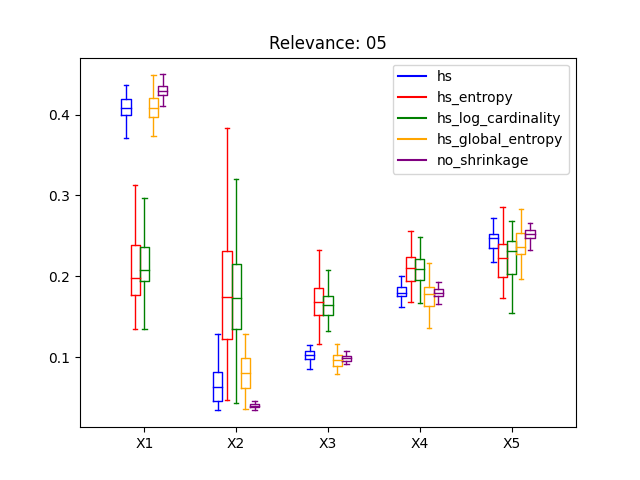 Relevance: 05
hs
hs_entropy
hs_log_cardinality
hs_global_entropy
no_shrinkage
0.4
0.3
0.2
0.1
X1 X2 X3 X4 X5